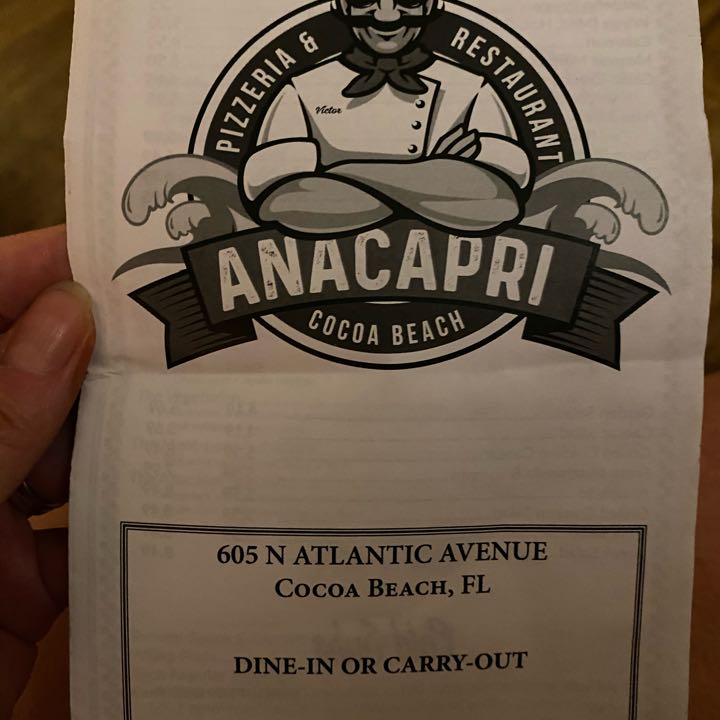 PIZZERIA & RESTAURANT
Victor
ANACAPRI
COCOA BEACH
605 N ATLANTIC AVENUE
COCOA BEACH, FL
DINE-IN OR CARRY-OUT